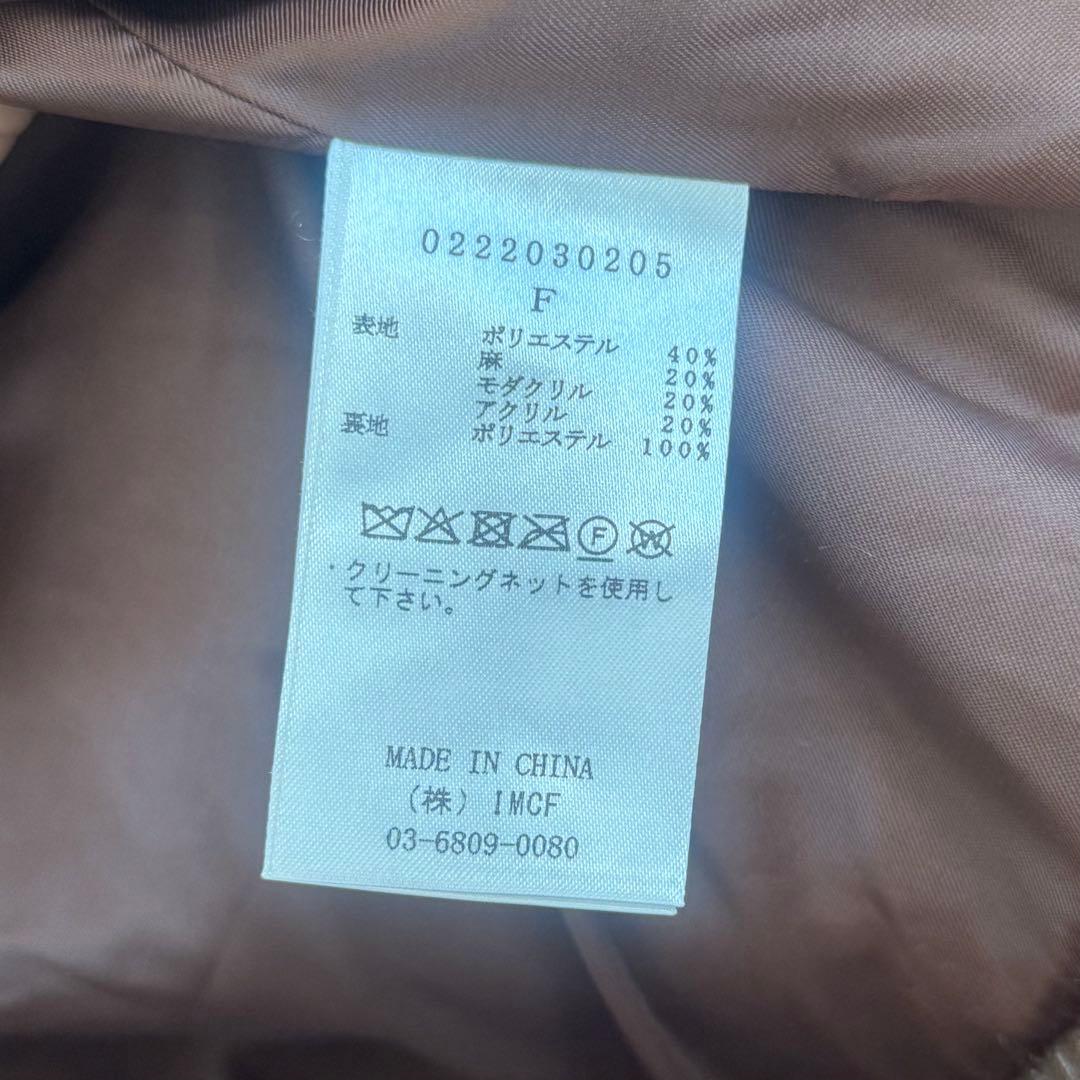 0222030205
F
表地 ポリエステル 40%
麻 20%
モダクリル 20%
アクリル 20%
裏地 ポリエステル 100%
F W
・クリーニングネットを使用し
て下さい。
MADE IN CHINA
(株) IMCF
03-6809-0080